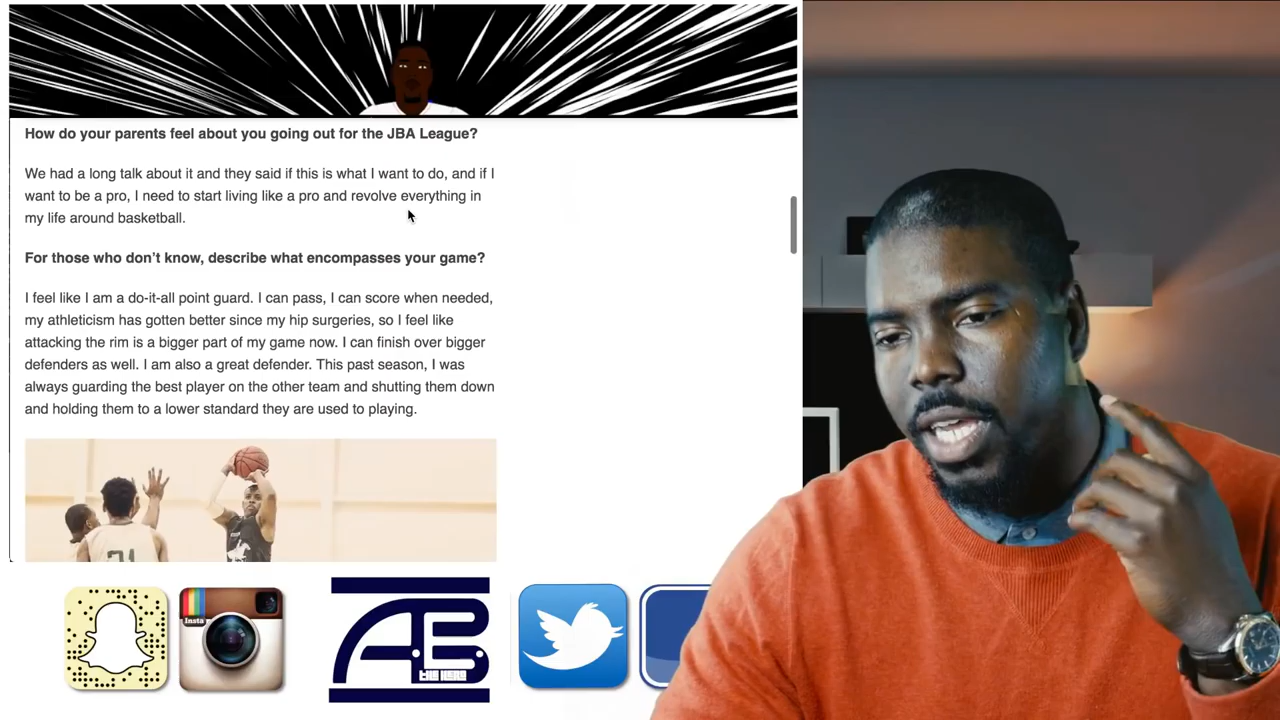 How do your parents feel about you going out for the JBA League?
We had a long talk about it and they said if this is what I want to do, and if I
want to be a pro, I need to start living like a pro and revolve everything in
my life around basketball.
For those who don’t know, describe what encompasses your game?
I feel like I am a do-it-all point guard. I can pass, I can score when needed,
my athleticism has gotten better since my hip surgeries, so I feel like
attacking the rim is a bigger part of my game now. I can finish over bigger
defenders as well. I am also a great defender. This past season, I was
always guarding the best player on the other team and shutting them down
and holding them to a lower standard they are used to playing.
21
Insta
AB
THE HERO